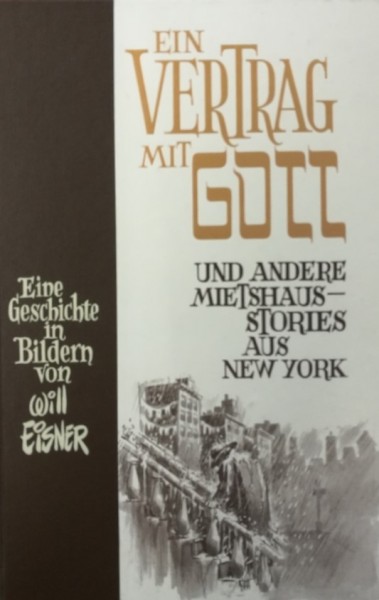 EIN
VERTRAG
MIT GOTT
UND ANDERE
MIETSHAUS—
STORIES
AUS
NEW YORK
Eine
Geschichte
in
Bildern
von
Will
EISNER